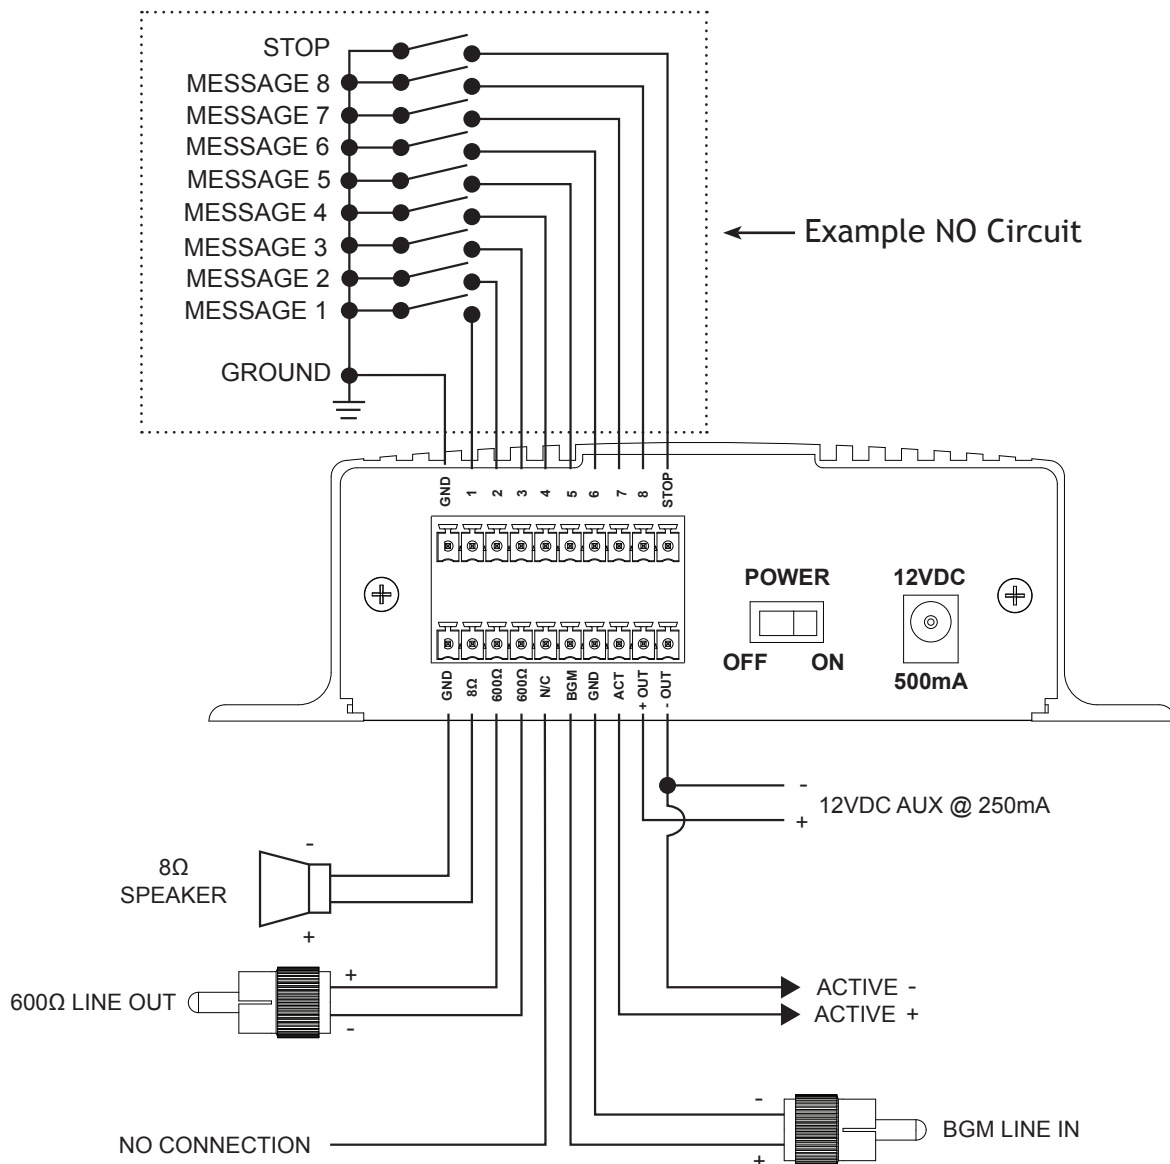 STOP
MESSAGE 8
MESSAGE 7
MESSAGE 6
MESSAGE 5
MESSAGE 4
MESSAGE 3
MESSAGE 2
MESSAGE 1
GROUND
Example NO Circuit
GND 1 2 3 4 5 6 7 8 STOP
POWER
OFF ON
12VDC
500mA
GND 8Ω 600Ω 600Ω N/C BGM GND ACT + OUT - OUT
-
12VDC AUX @ 250mA
+
-
8Ω
SPEAKER
+
+
600Ω LINE OUT
-
ACTIVE -
ACTIVE +
-
BGM LINE IN
+
NO CONNECTION